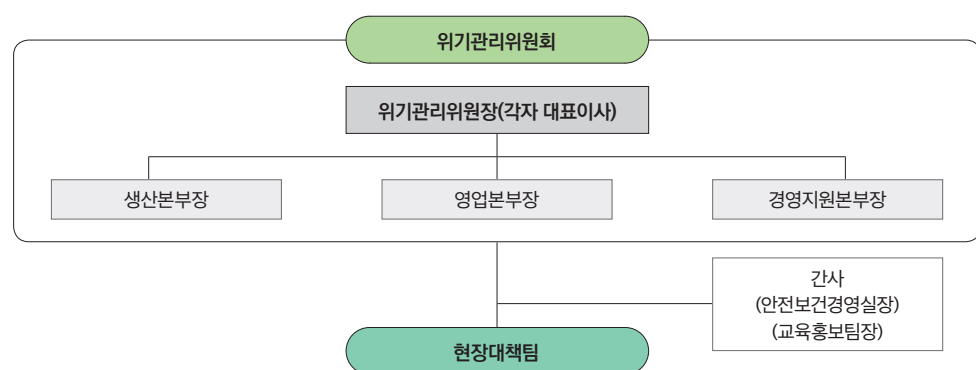 위기관리위원회
위기관리위원장(각자 대표이사)
생산본부장
영업본부장
경영지원본부장
간사
(안전보건경영실장)
(교육홍보팀장)
현장대책팀